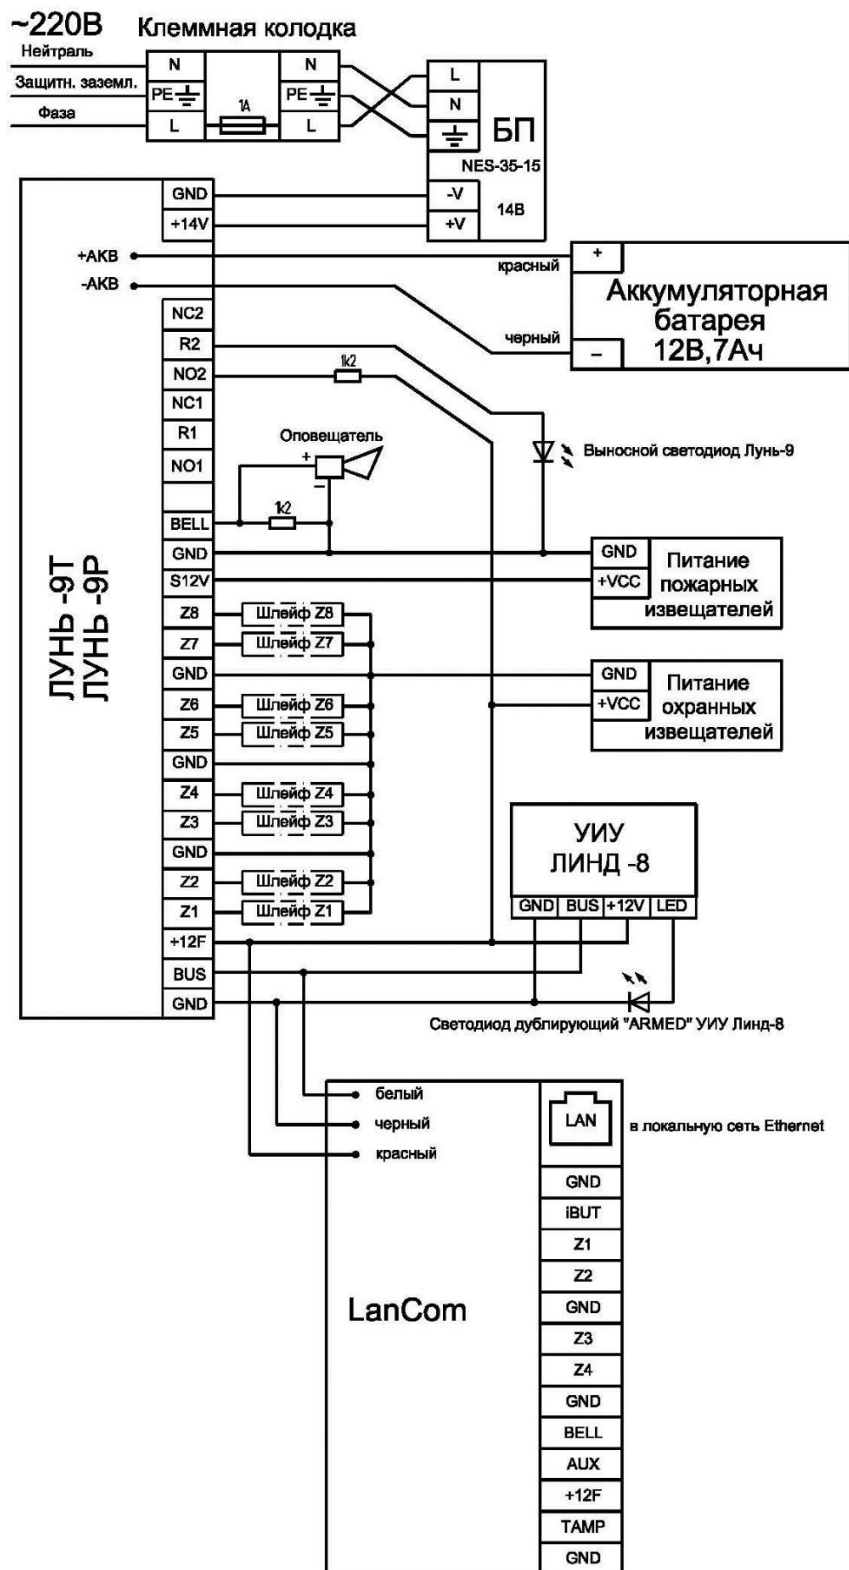 ~220В
Клеммная колодка
Нейтраль
Защитн. заземл.
Фаза
N
PE
L
1А
N
PE
L
L
N
БП
NES-35-15
-V
+V
14В
GND
+14V
+АКВ
-АКВ
красный
черный
+
−
Аккумуляторная
батарея
12В,7Ач
NC2
R2
NO2
NC1
R1
NO1
BELL
GND
S12V
Z8
Z7
GND
Z6
Z5
GND
Z4
Z3
GND
Z2
Z1
+12F
BUS
GND
ЛУНЬ -9Т
ЛУНЬ -9Р
1k2
Оповещатель
+
−
1k2
Выносной светодиод Лунь-9
GND
+VCC
Питание
пожарных
извещателей
Шлейф Z8
Шлейф Z7
Шлейф Z6
Шлейф Z5
Шлейф Z4
Шлейф Z3
Шлейф Z2
Шлейф Z1
GND
+VCC
Питание
охранных
извещателей
УИУ
ЛИНД -8
GND BUS +12V LED
Светодиод дублирующий "ARMED" УИУ Линд-8
белый
черный
красный
LanCom
LAN
в локальную сеть Ethernet
GND
iBUT
Z1
Z2
GND
Z3
Z4
GND
BELL
AUX
+12F
TAMP
GND